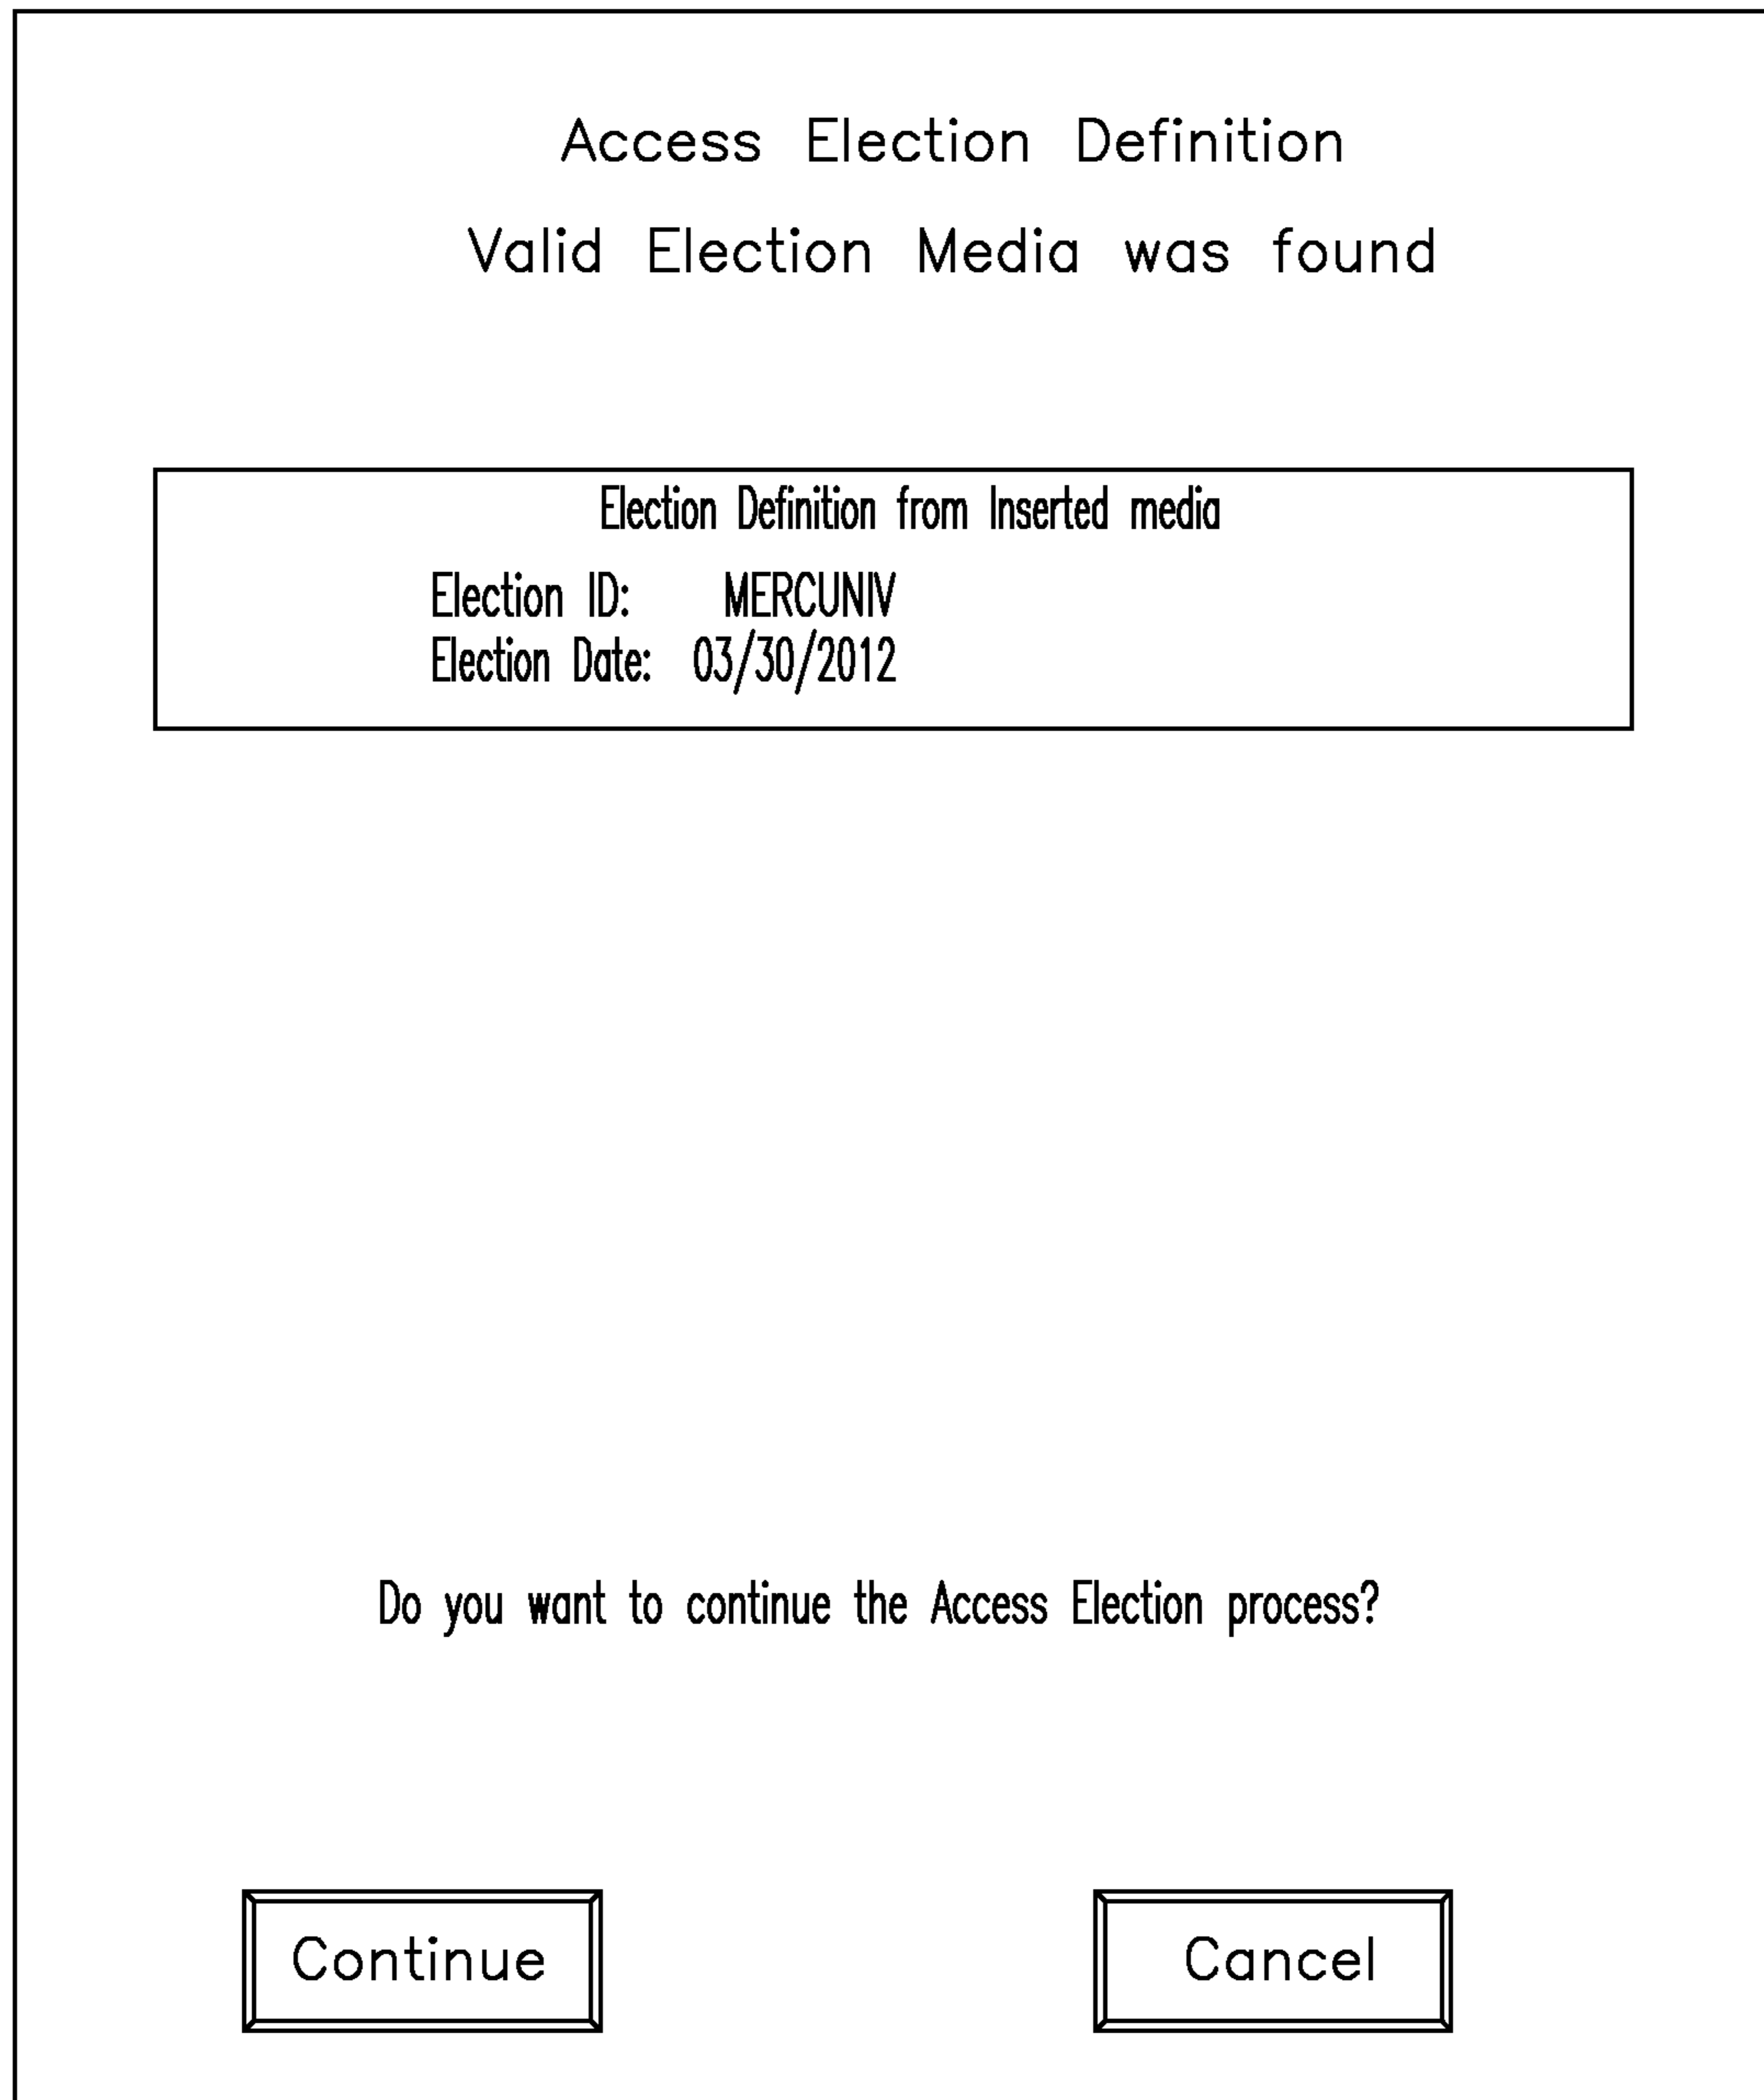 Access Election Definition
Valid Election Media was found
Election Definition from Inserted media
Election ID: MERCUNIV
Election Date: 03/30/2012
Do you want to continue the Access Election process?
Continue
Cancel